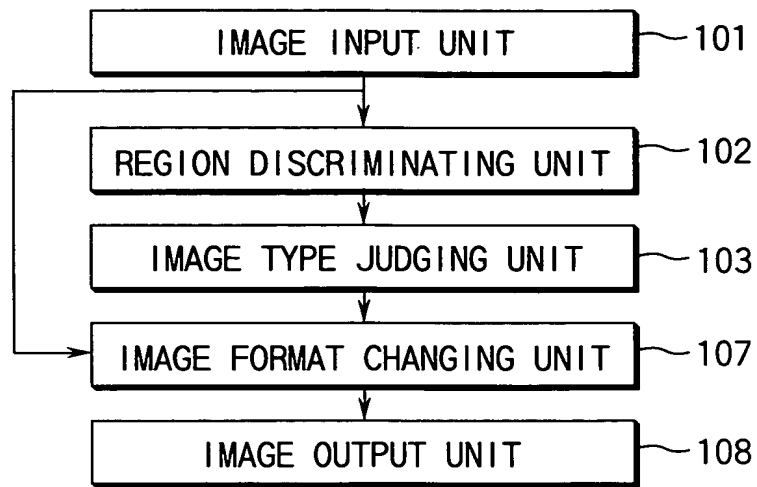 IMAGE INPUT UNIT 101
REGION DISCRIMINATING UNIT 102
IMAGE TYPE JUDGING UNIT 103
IMAGE FORMAT CHANGING UNIT 107
IMAGE OUTPUT UNIT 108